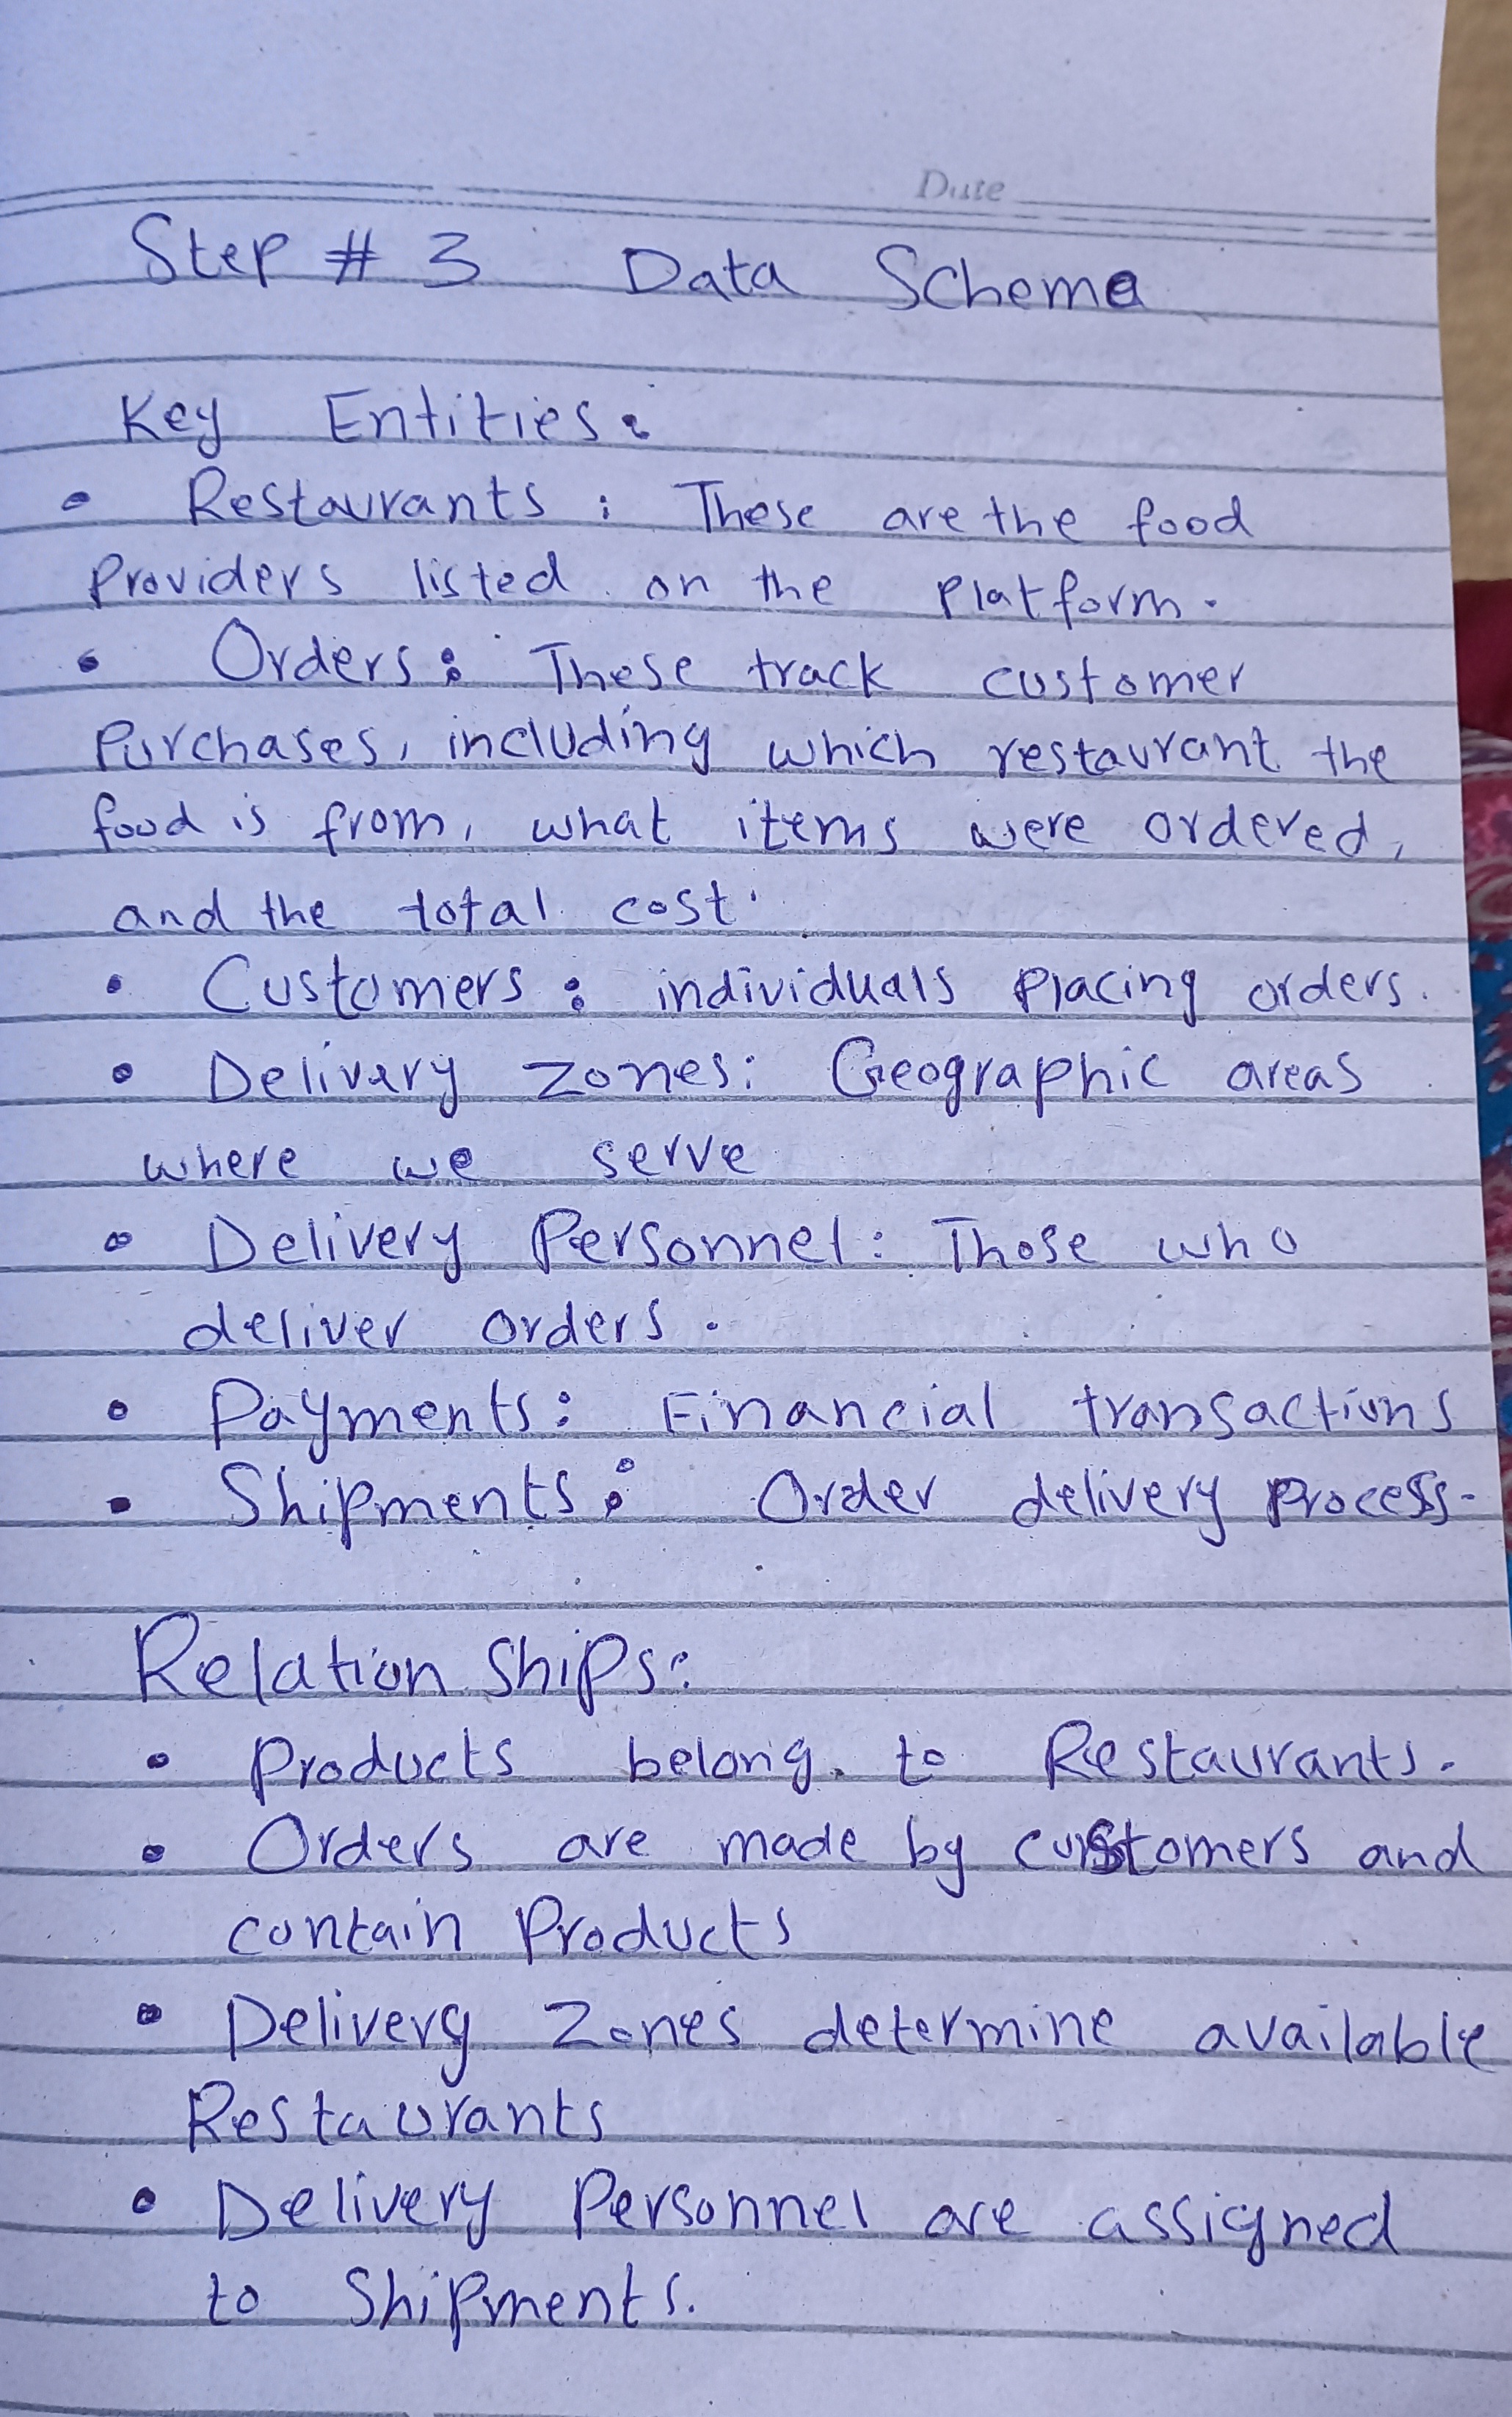 Date
Step # 3 Data Schema
Key Entities:
• Restaurants : These are the food
Providers listed on the Platform.
• Orders: These track customer
Purchases, including which restaurant the
food is from, what items were ordered,
and the total cost.
• Customers : individuals Placing orders.
• Delivery Zones: Geographic areas
where we serve
• Delivery Personnel: Those who
deliver orders.
• Payments: Financial transactions
• Shipments: Order delivery Process.
Relation Ships:
• Products belong to Restaurants.
• Orders are made by customers and
contain Products
• Delivery Zones determine available
Restaurants
• Delivery Personnel are assigned
to Shipments.